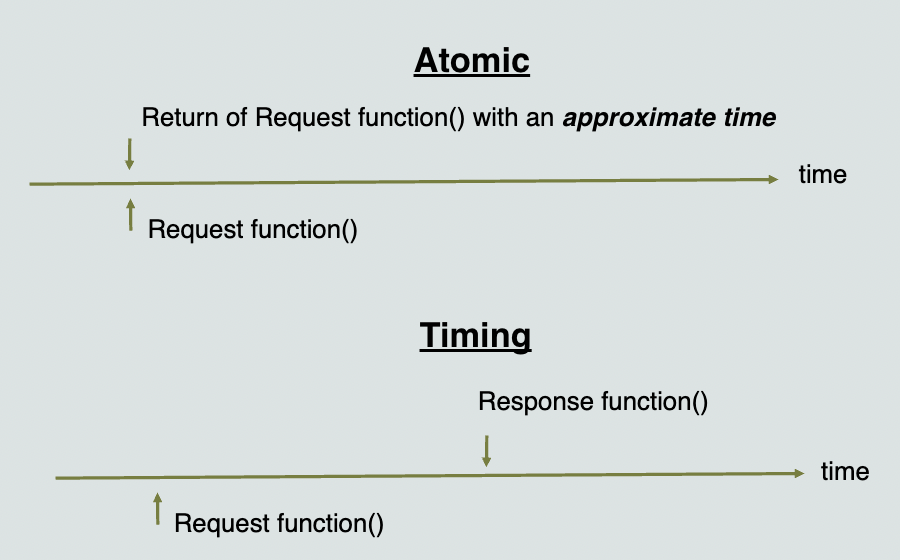 Atomic
Return of Request function() with an approximate time
time
Request function()
Timing
Response function()
time
Request function()